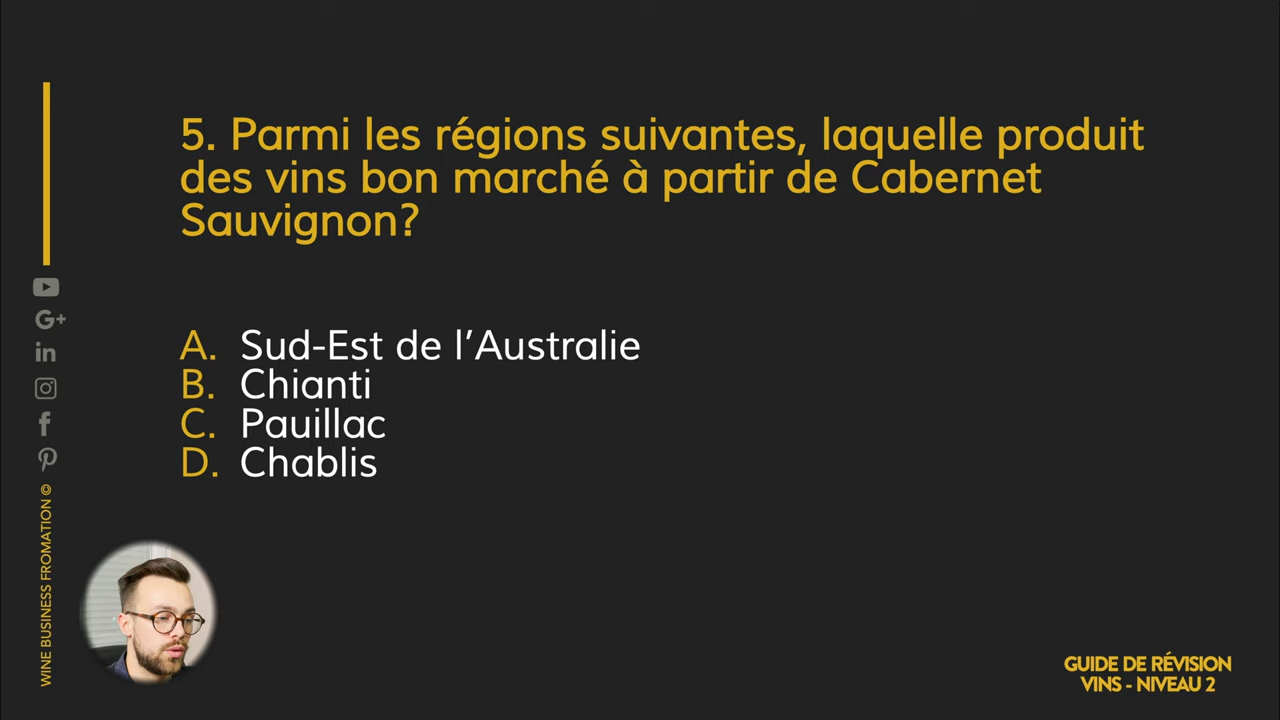 5. Parmi les régions suivantes, laquelle produit
des vins bon marché à partir de Cabernet
Sauvignon?
A. Sud-Est de l’Australie
B. Chianti
C. Pauillac
D. Chablis
WINE BUSINESS FROMATION ©
GUIDE DE RÉVISION
VINS - NIVEAU 2